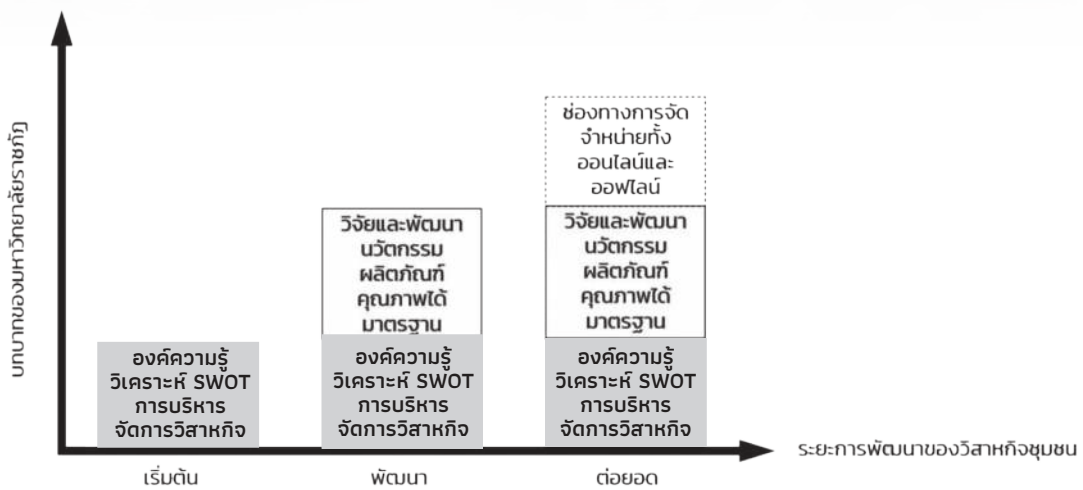 บทบาทของมหาวิทยาลัยราชภัฏ
ช่องทางการจัด
จำหน่ายทั้ง
ออนไลน์และ
ออฟไลน์
วิจัยและพัฒนา
นวัตกรรม
ผลิตภัณฑ์
คุณภาพได้
มาตรฐาน
วิจัยและพัฒนา
นวัตกรรม
ผลิตภัณฑ์
คุณภาพได้
มาตรฐาน
องค์ความรู้
วิเคราะห์ SWOT
การบริหาร
จัดการวิสาหกิจ
องค์ความรู้
วิเคราะห์ SWOT
การบริหาร
จัดการวิสาหกิจ
องค์ความรู้
วิเคราะห์ SWOT
การบริหาร
จัดการวิสาหกิจ
ระยะการพัฒนาของวิสาหกิจชุมชน
เริ่มต้น
พัฒนา
ต่อยอด